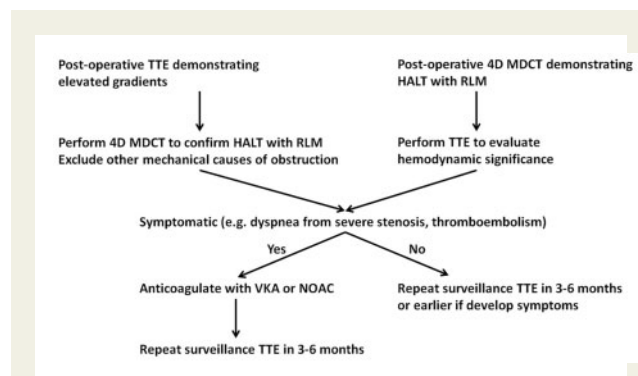 Post-operative TTE demonstrating
elevated gradients
Post-operative 4D MDCT demonstrating
HALT with RLM
Perform 4D MDCT to confirm HALT with RLM
Exclude other mechanical causes of obstruction
Perform TTE to evaluate
hemodynamic significance
Symptomatic (e.g. dyspnea from severe stenosis, thromboembolism)
Yes
No
Anticoagulate with VKA or NOAC
Repeat surveillance TTE in 3-6 months
or earlier if develop symptoms
Repeat surveillance TTE in 3-6 months